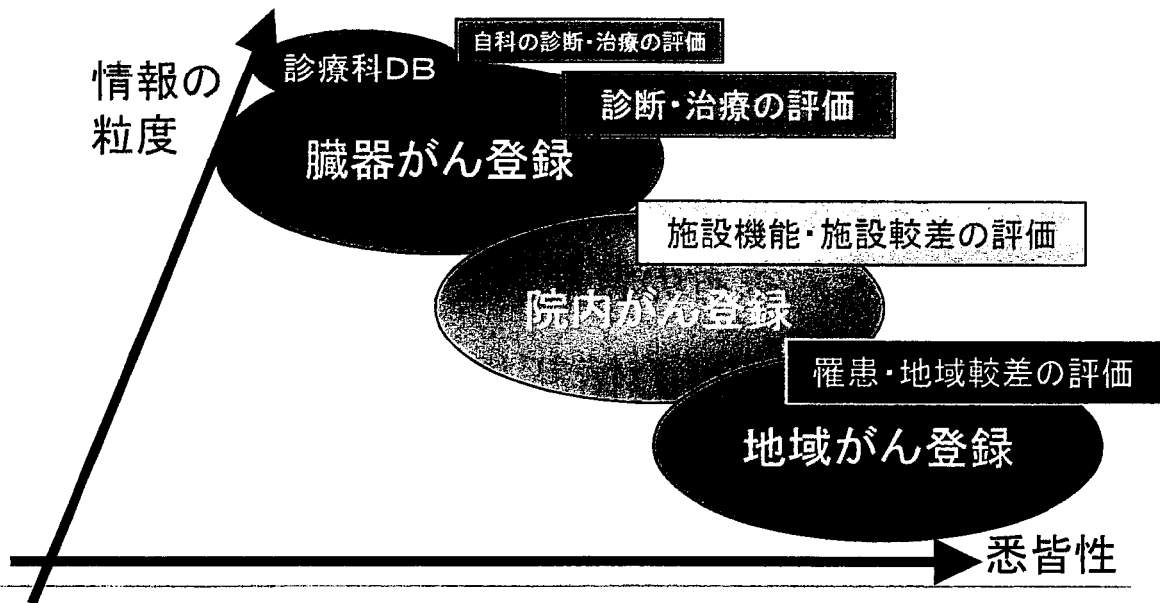 情報の
粒度
診療科DB
自科の診断・治療の評価
臓器がん登録
診断・治療の評価
院内がん登録
施設機能・施設較差の評価
地域がん登録
罹患・地域較差の評価
悉皆性